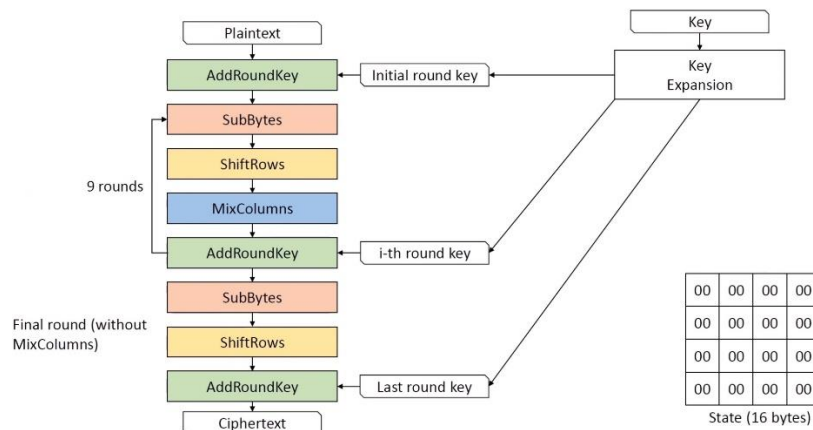 Plaintext
Key
AddRoundKey
Initial round key
Key
Expansion
SubBytes
ShiftRows
9 rounds
MixColumns
AddRoundKey
i-th round key
SubBytes
Final round (without
MixColumns)
ShiftRows
AddRoundKey
Last round key
Ciphertext
00 00 00 00
00 00 00 00
00 00 00 00
00 00 00 00
State (16 bytes)